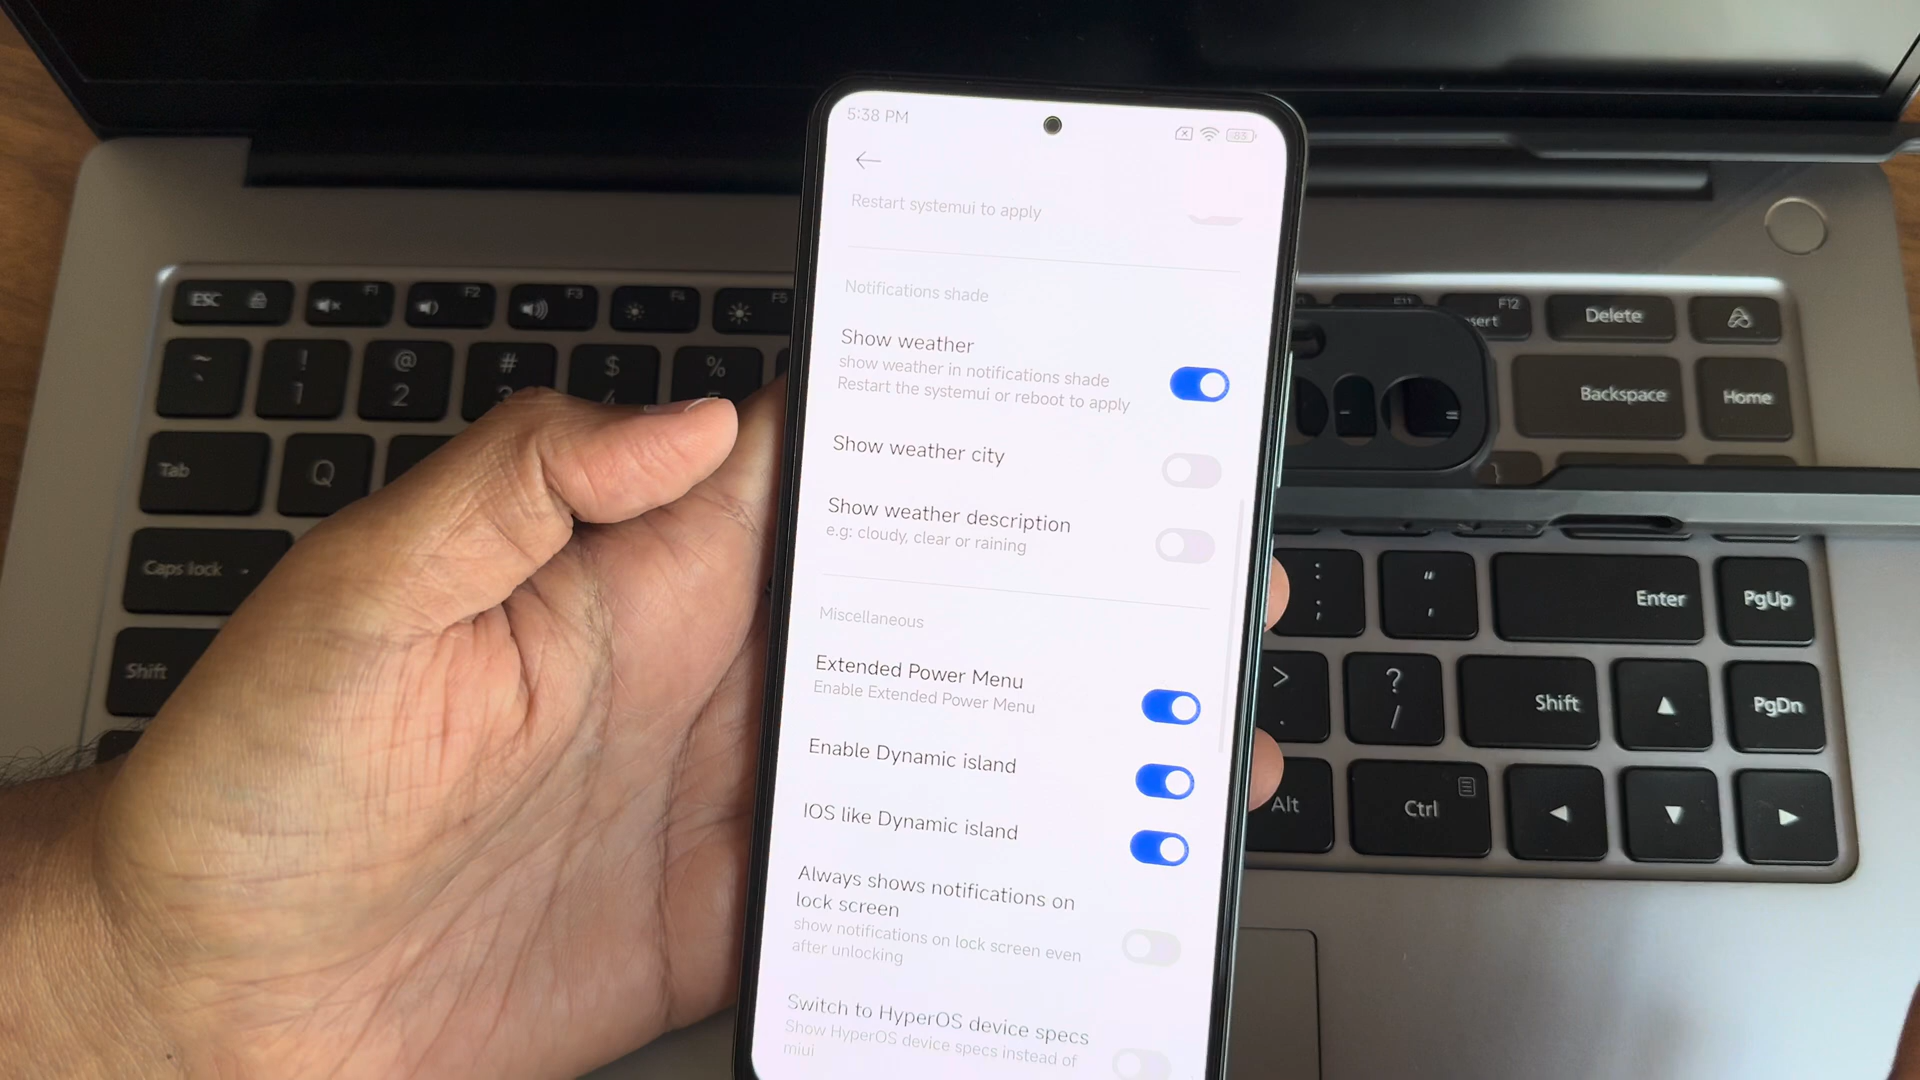 5:38 PM
83
Restart systemui to apply
Notifications shade
Show weather
show weather in notifications shade
Restart the systemui or reboot to apply
Show weather city
Show weather description
e.g: cloudy, clear or raining
Miscellaneous
Extended Power Menu
Enable Extended Power Menu
Enable Dynamic island
IOS like Dynamic island
Always shows notifications on
lock screen
show notifications on lock screen even
after unlocking
Switch to HyperOS device specs
Show HyperOS device specs instead of
miui
ESC
F1
F2
F3
F4
F5
F11
F12
Delete
~
!
1
@
2
#
$
4
%
Backspace
Home
=
-
Tab
Q
}
Caps lock
:
;
"
'
Enter
PgUp
Shift
>
.
?
/
Shift
PgDn
Alt
Ctrl